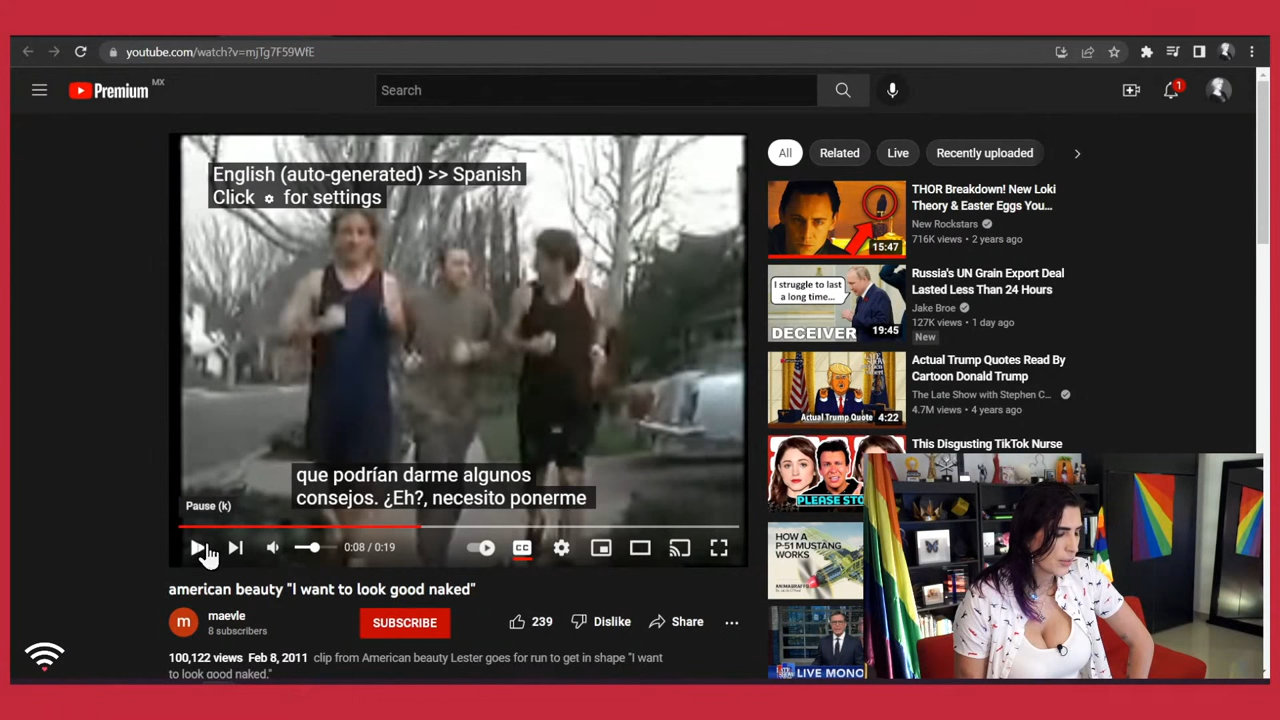 youtube.com/watch?v=mjTg7F59WfE
Premium MX
Search
1
English (auto-generated) >> Spanish
Click for settings
que podrían darme algunos
consejos. ¿Eh?, necesito ponerme
Pause (k)
0:08 / 0:19
CC
american beauty "I want to look good naked"
m
maevle
8 subscribers
SUBSCRIBE
239
Dislike
Share
100,122 views Feb 8, 2011 clip from American beauty Lester goes for run to get in shape "I want
to look good naked."
All
Related
Live
Recently uploaded
15:47
THOR Breakdown! New Loki
Theory & Easter Eggs You...
New Rockstars
716K views • 2 years ago
I struggle to last
a long time...
DECEIVER
19:45
Russia's UN Grain Export Deal
Lasted Less Than 24 Hours
Jake Broe
127K views • 1 day ago
New
Actual Trump Quote
4:22
Actual Trump Quotes Read By
Cartoon Donald Trump
The Late Show with Stephen C...
4.7M views • 4 years ago
PLEASE STO
This Disgusting TikTok Nurse
HOW A
P-51 MUSTANG
WORKS
LIVE MONO